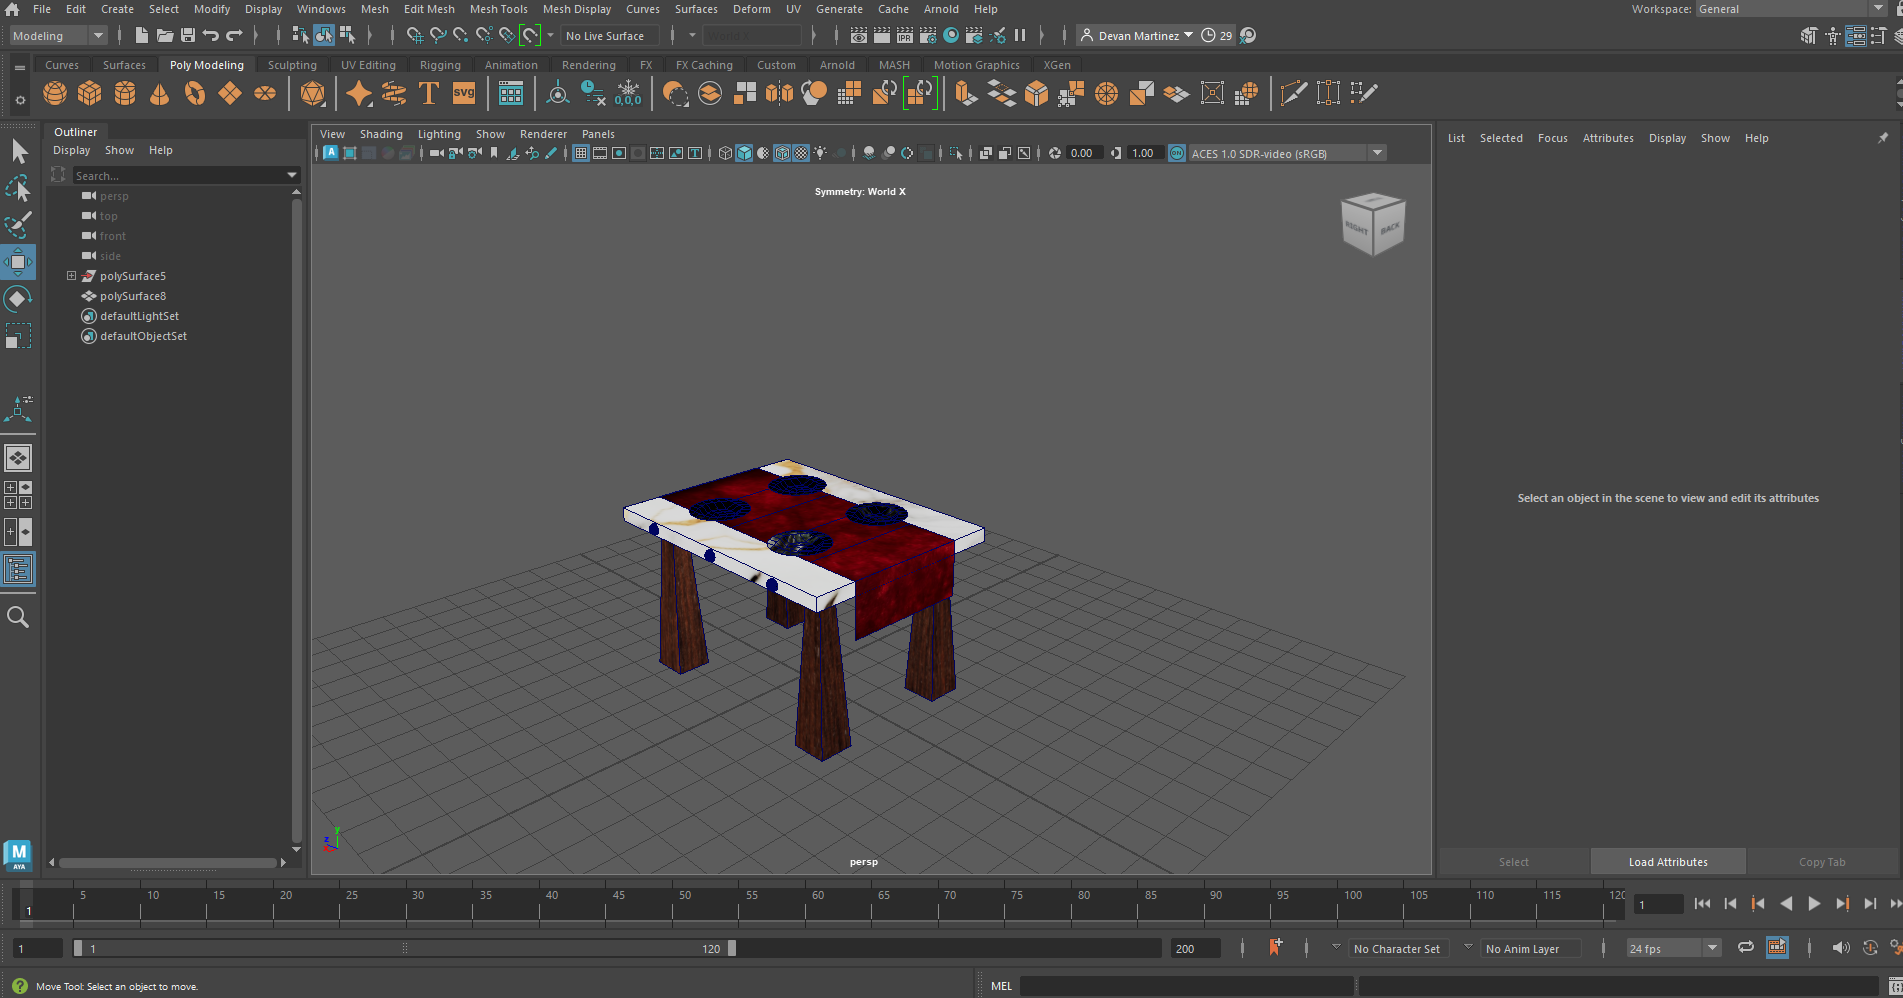 File Edit Create Select Modify Display Windows Mesh Edit Mesh Mesh Tools Mesh Display Curves Surfaces Deform UV Generate Cache Arnold Help Workspace: General
Modeling No Live Surface World X Devan Martinez 29
Curves Surfaces Poly Modeling Sculpting UV Editing Rigging Animation Rendering FX FX Caching Custom Arnold MASH Motion Graphics XGen
T SVG 0,0,0
Outliner
Display Show Help
Search...
persp
top
front
side
polySurface5
polySurface8
defaultLightSet
defaultObjectSet
View Shading Lighting Show Renderer Panels
0.00 1.00 ON ACES 1.0 SDR-video (sRGB)
Symmetry: World X
RIGHT BACK
y
z
x
persp
List Selected Focus Attributes Display Show Help
Select an object in the scene to view and edit its attributes
Select Load Attributes Copy Tab
M
AYA
5 10 15 20 25 30 35 40 45 50 55 60 65 70 75 80 85 90 95 100 105 110 115 120
1 1
1 1 120 200 No Character Set No Anim Layer 24 fps
Move Tool: Select an object to move. MEL